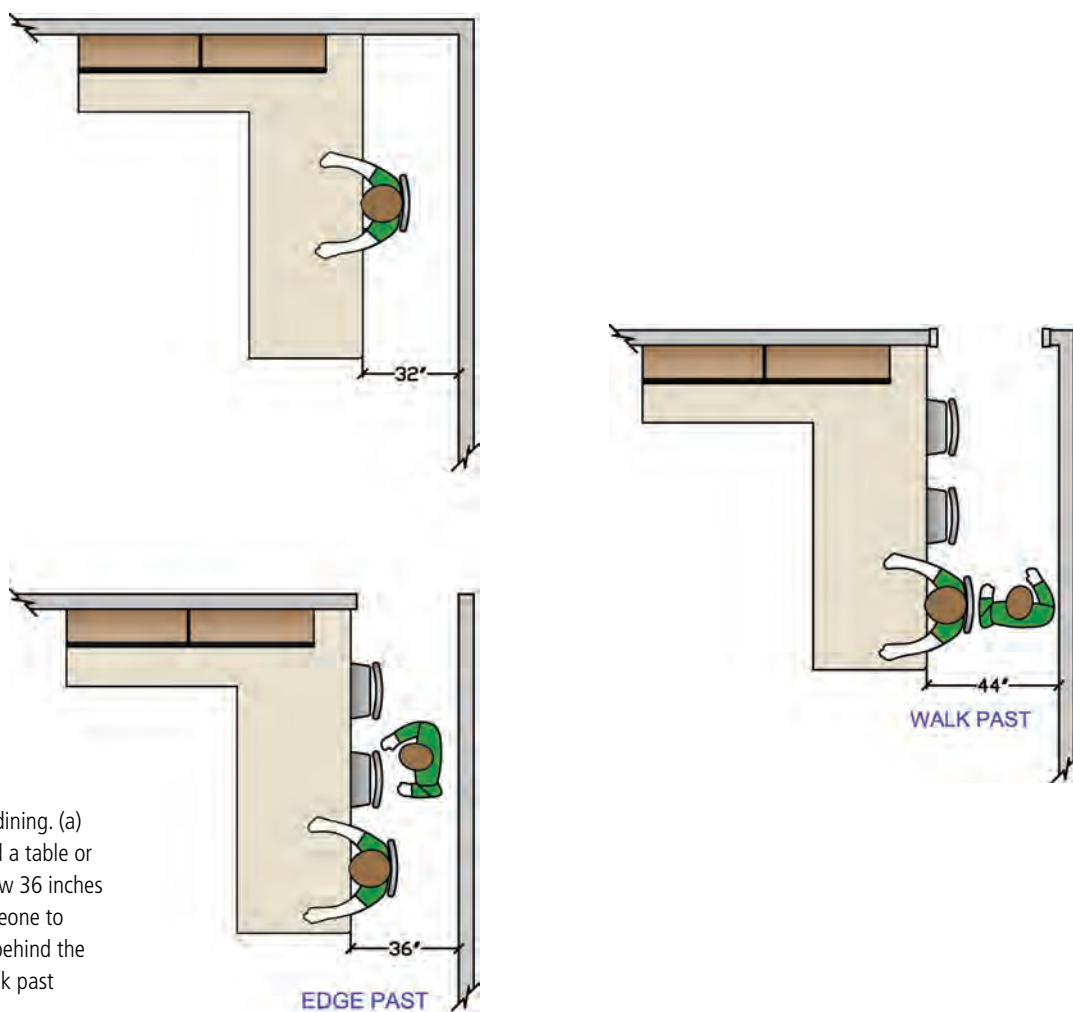 32"
44"
WALK PAST
dining. (a)
a table or
w 36 inches
eone to
behind the
k past
36"
EDGE PAST